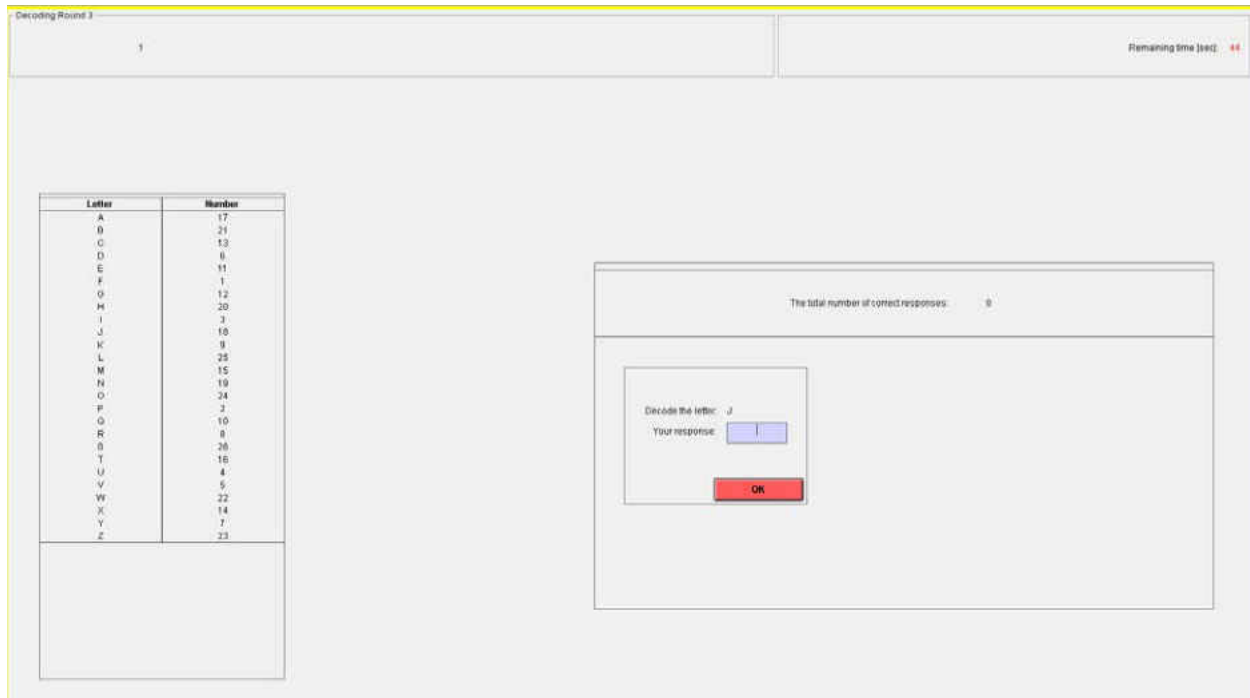 Decoding Round 3
1
Remaining time [sec]: 44
Letter Number
A 17
B 21
C 13
D 6
E 11
F 1
G 12
H 20
I 3
J 18
K 9
L 25
M 15
N 19
O 24
P 2
Q 10
R 8
S 26
T 16
U 4
V 5
W 22
X 14
Y 7
Z 23
The total number of correct responses: 0
Decode the letter: J
Your response:
OK